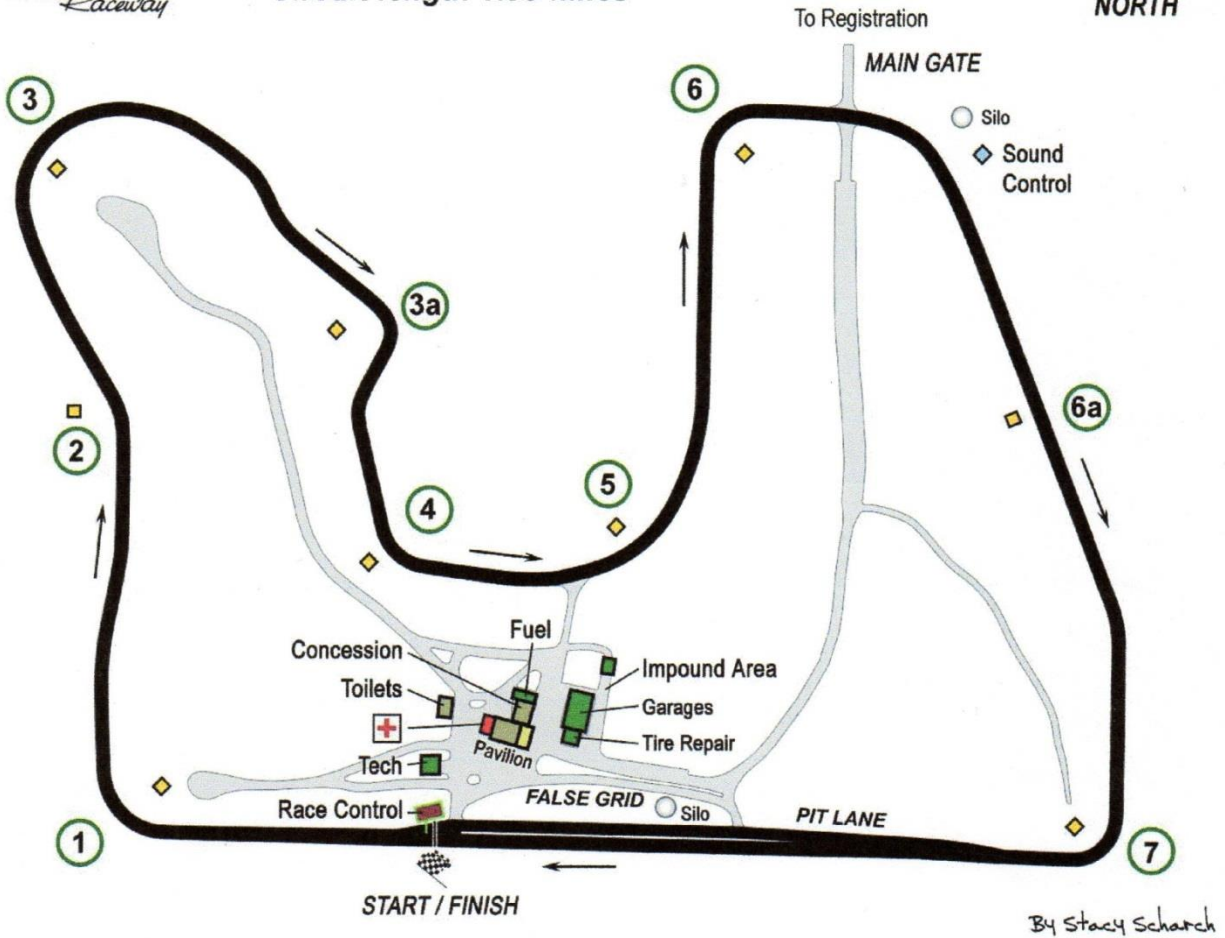 Raceway
NORTH
To Registration
MAIN GATE
Silo
Sound
Control
3
6
3a
6a
2
4
5
Fuel
Concession
Toilets
Impound Area
Garages
Tire Repair
Pavilion
Tech
Race Control
FALSE GRID
Silo
PIT LANE
1
7
START / FINISH
By Stacy Scharch